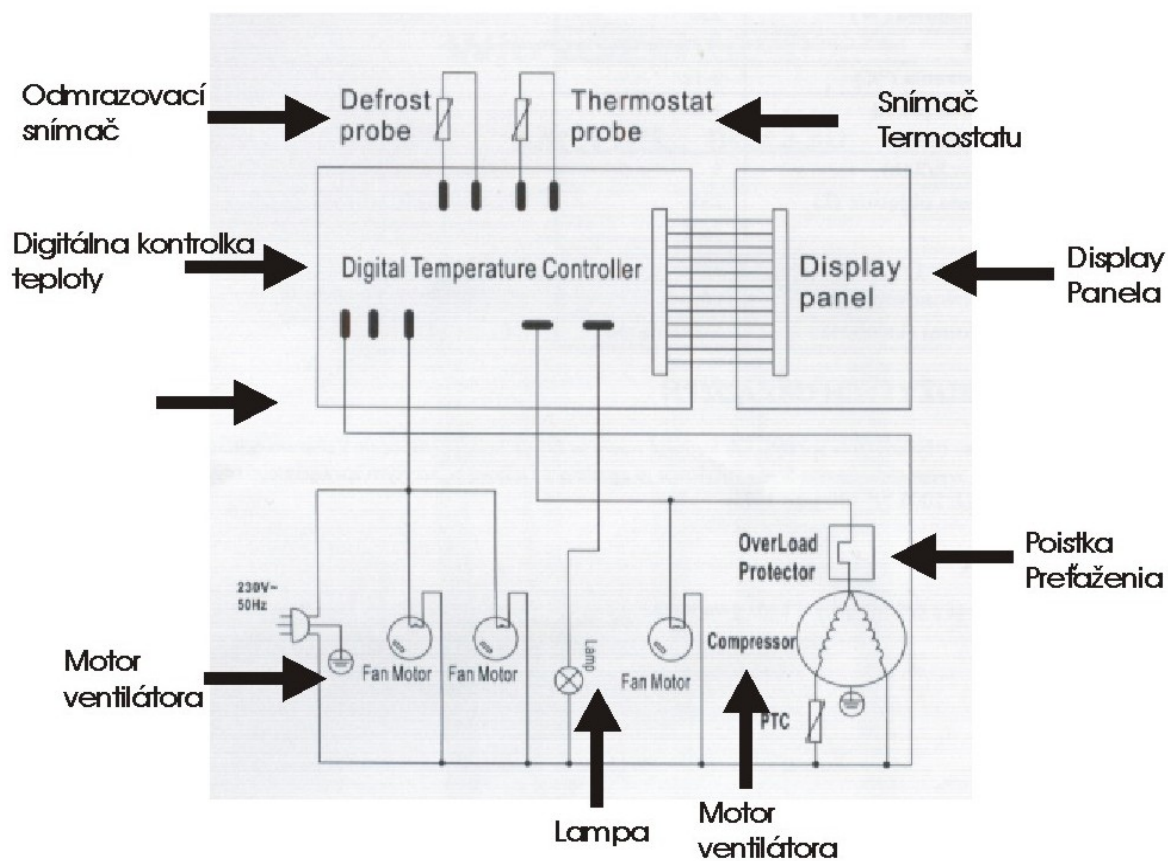 Odmrazovací
snímač
Defrost
probe
Thermostat
probe
Snímač
Termostatu
Digitálna kontrolka
teploty
Digital Temperature Controller
Display
panel
Display
Panela
OverLoad
Protector
Poistka
Preťaženia
230V~
50Hz
Motor
ventilátora
Fan Motor
Fan Motor
Lamp
Fan Motor
Compressor
PTC
Lampa
Motor
ventilátora